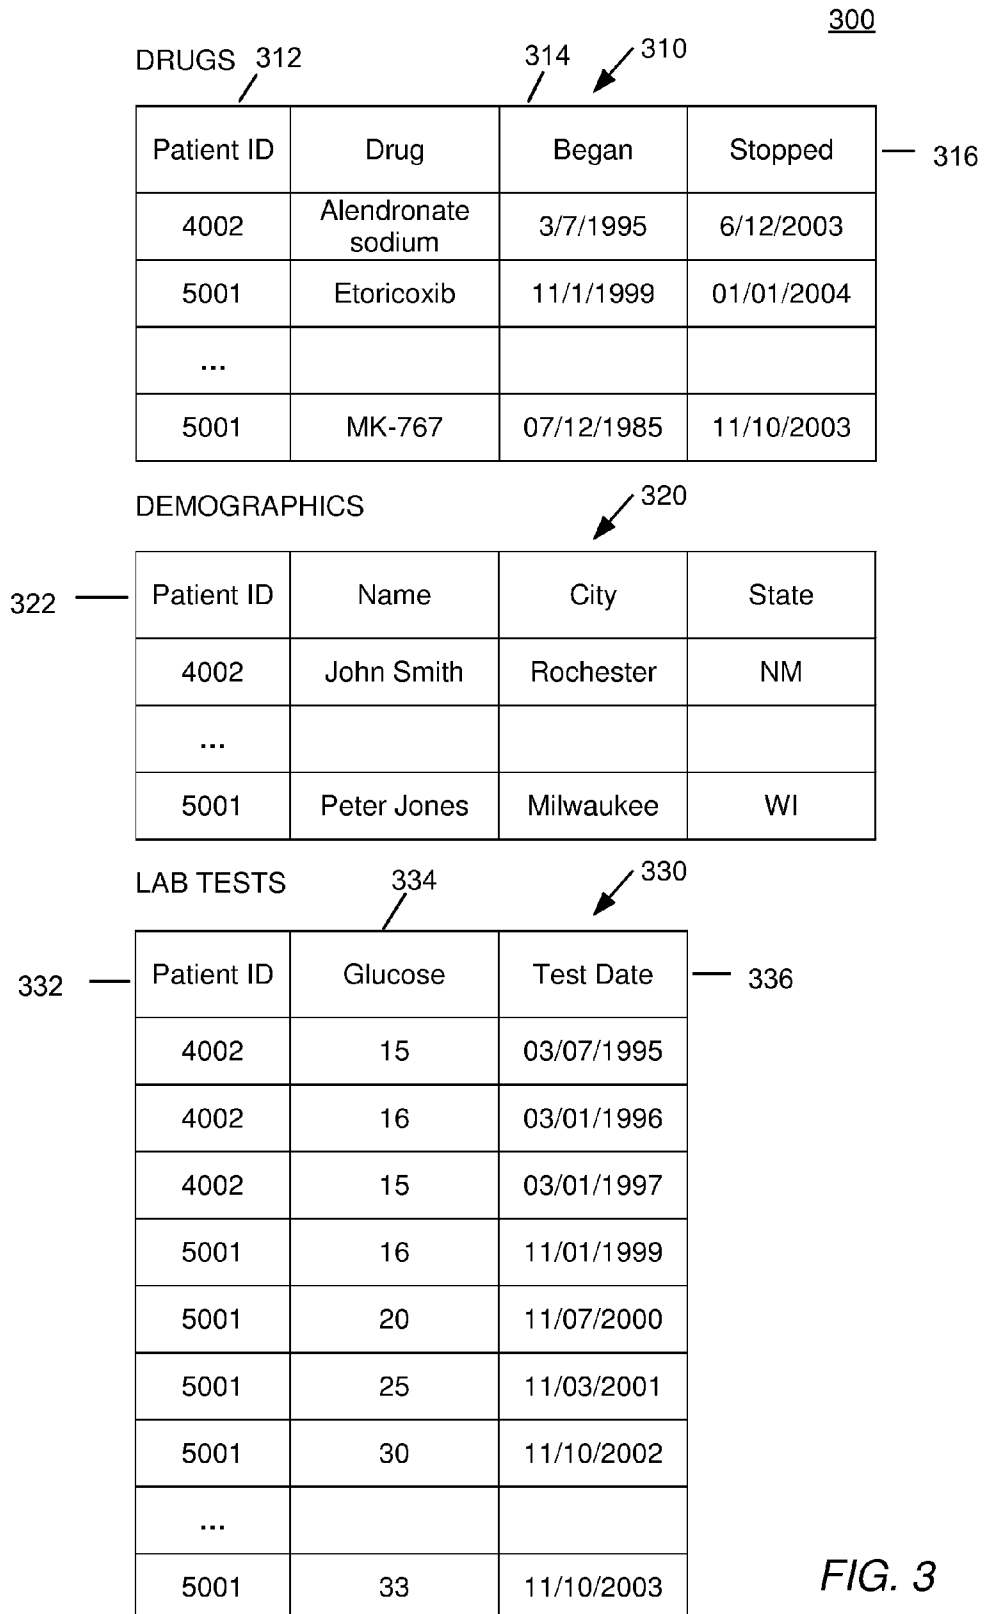 300
DRUGS 312 314 310
Patient ID Drug Began Stopped 316
4002 Alendronate sodium 3/7/1995 6/12/2003
5001 Etoricoxib 11/1/1999 01/01/2004
...
5001 MK-767 07/12/1985 11/10/2003
DEMOGRAPHICS 320
322 Patient ID Name City State
4002 John Smith Rochester NM
...
5001 Peter Jones Milwaukee WI
LAB TESTS 334 330
332 Patient ID Glucose Test Date 336
4002 15 03/07/1995
4002 16 03/01/1996
4002 15 03/01/1997
5001 16 11/01/1999
5001 20 11/07/2000
5001 25 11/03/2001
5001 30 11/10/2002
...
5001 33 11/10/2003
FIG. 3